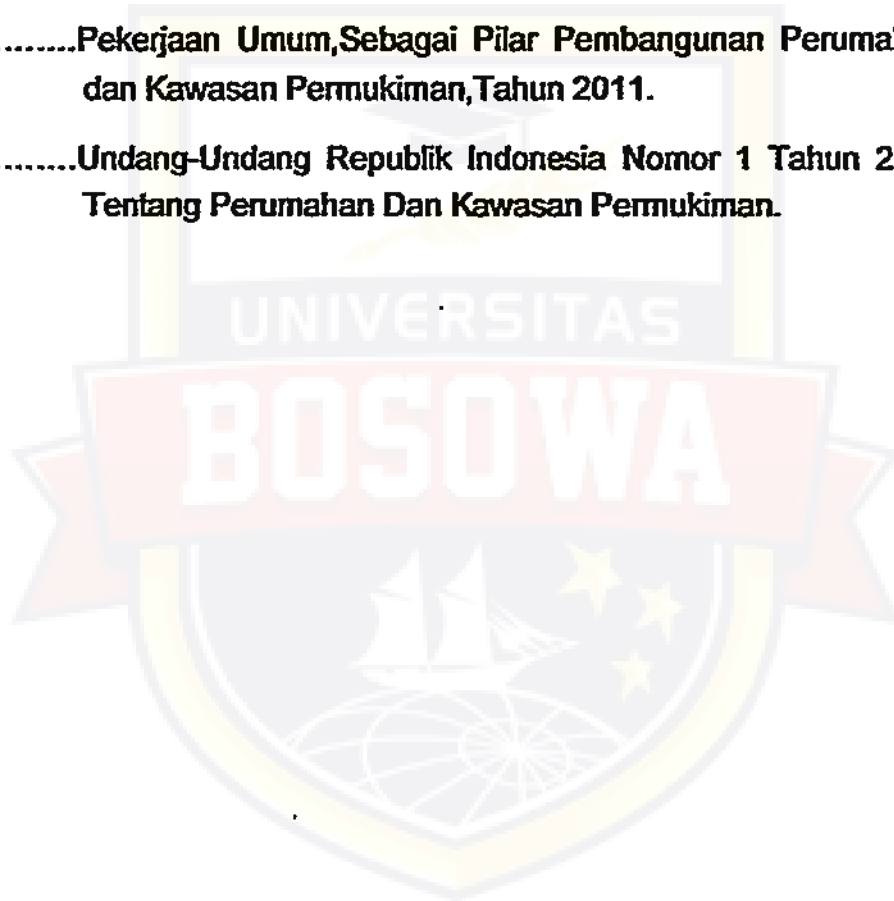 .........Pekerjaan Umum,Sebagai Pilar Pembangunan
dan Kawasan Permukiman,Tahun 2011.
.........Undang-Undang Republik Indonesia Nomor 1 Tahun
Tentang Perumahan Dan Kawasan Permukiman.
UNIVERSITAS
BOSOWA